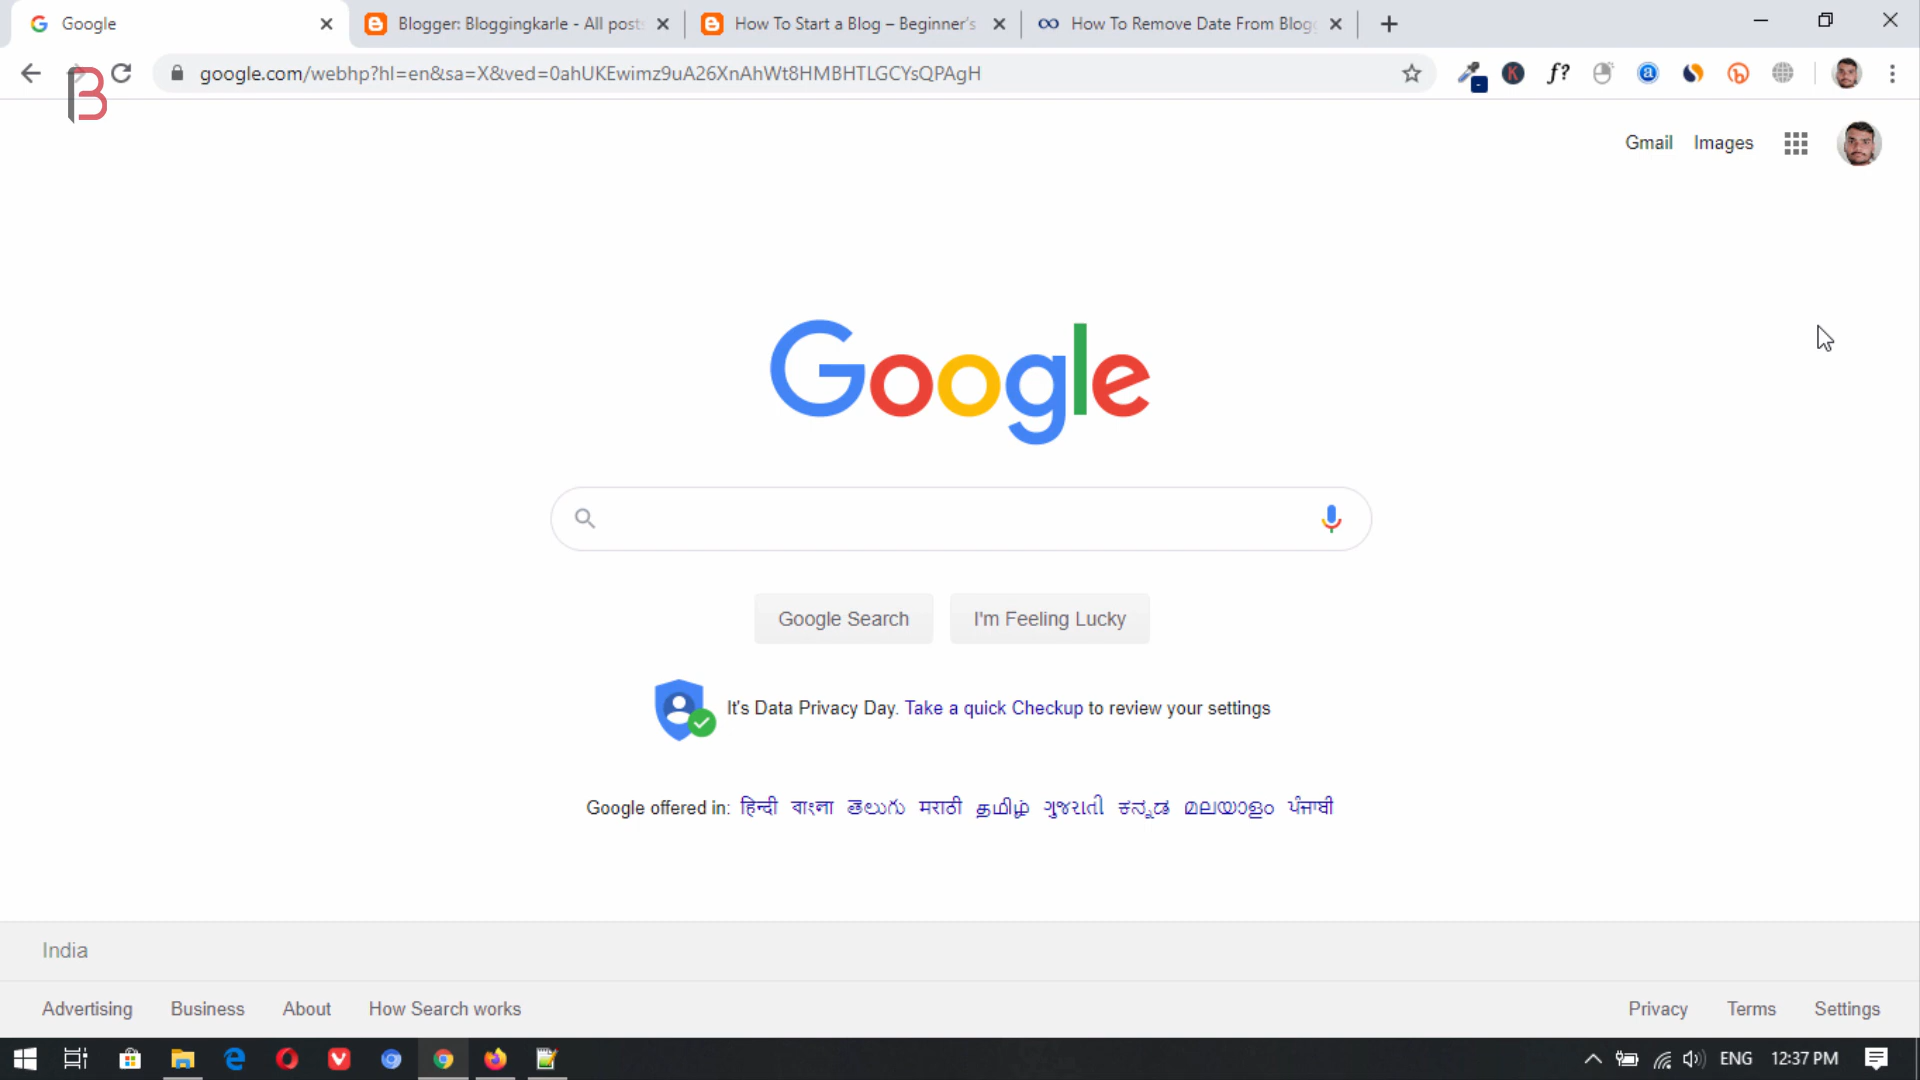 Google
Blogger: Bloggingkarle - All posts
How To Start a Blog – Beginner's
How To Remove Date From Blogg
google.com/webhp?hl=en&sa=X&ved=0ahUKEwimz9uA26XnAhWt8HMBHTLGCYsQPAgH
f?
Gmail Images
Google
Google Search I'm Feeling Lucky
It's Data Privacy Day. Take a quick Checkup to review your settings
Google offered in: हिन्दी বাংলা తెలుగు मराठी தமிழ் ગુજરાતી ಕನ್ನಡ മലയാളം ਪੰਜਾਬੀ
India
Advertising Business About How Search works Privacy Terms Settings
ENG 12:37 PM